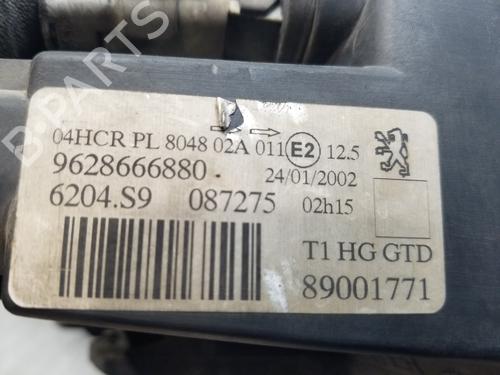 04HCR PL 8048 02A 011 E2 12.5
9628666880 24/01/2002
6204.S9 087275 02h15
T1 HG GTD
89001771
B-PARTS